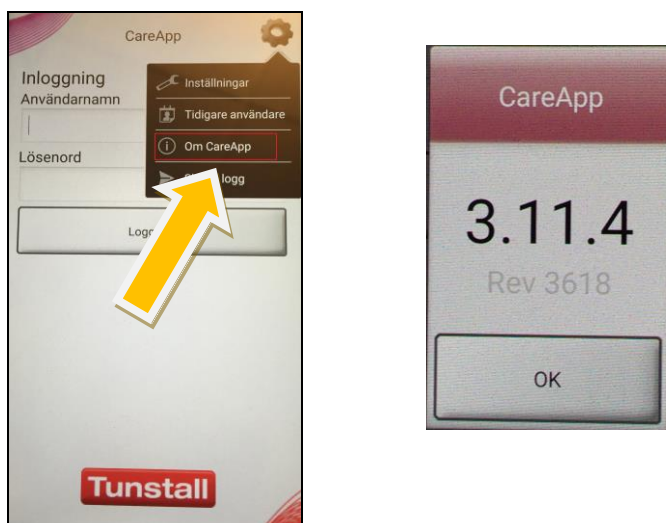 CareApp
Inloggning
Användarnamn
Lösenord
Inställningar
Tidigare användare
Om CareApp
logg
Tunstall
CareApp
3.11.4
Rev 3618
OK